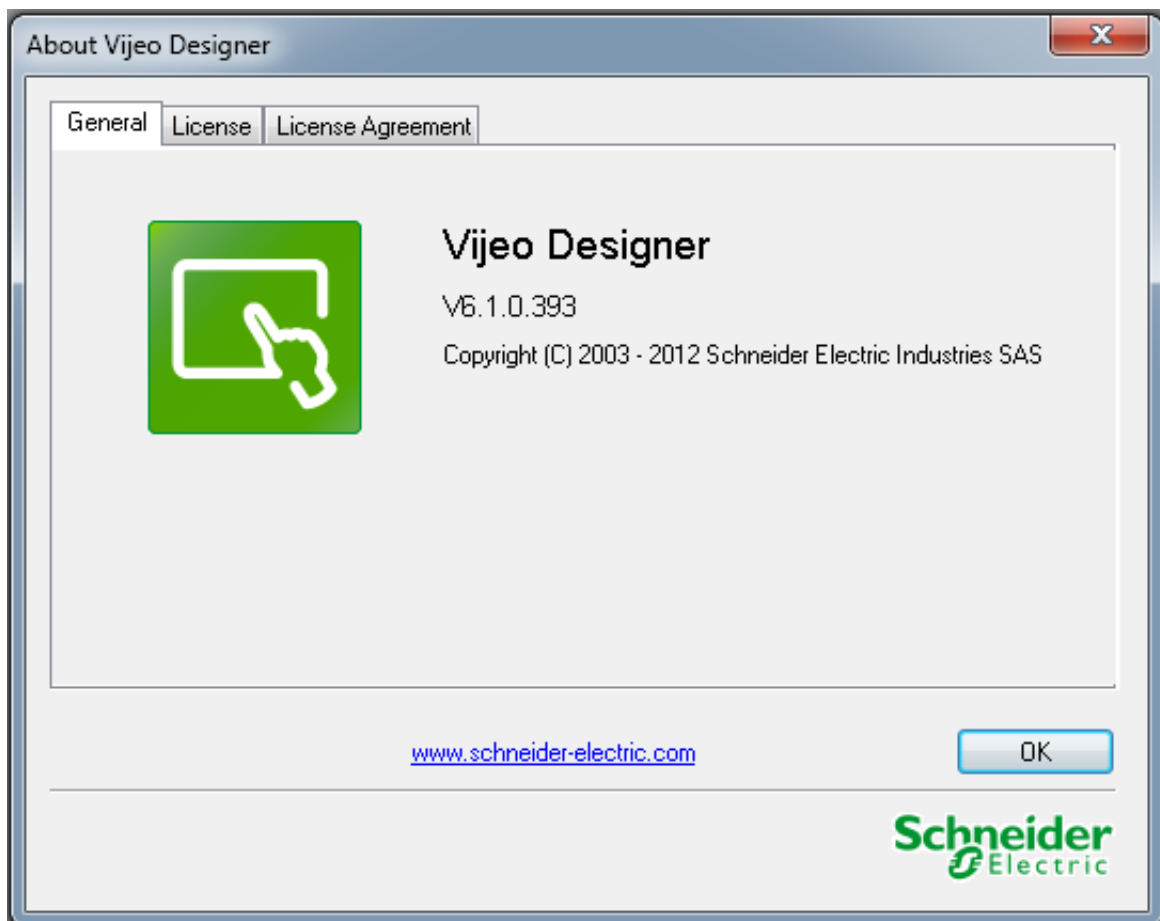 About Vijeo Designer
General License License Agreement
Vijeo Designer
V6.1.0.393
Copyright (C) 2003 - 2012 Schneider Electric Industries SAS
www.schneider-electric.com
OK
Schneider
Electric